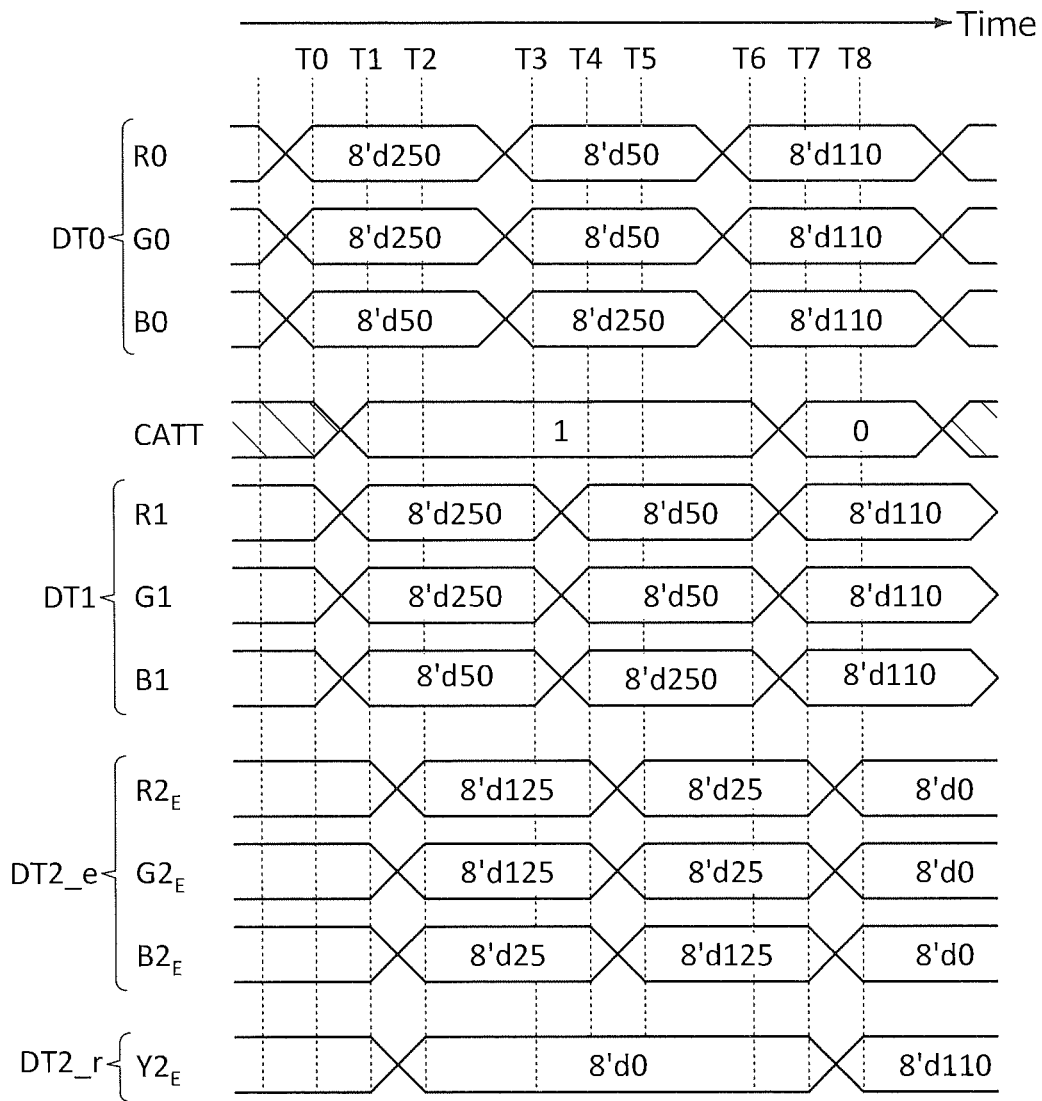 Time
T0 T1 T2 T3 T4 T5 T6 T7 T8
R0 8'd250 8'd50 8'd110
DT0 G0 8'd250 8'd50 8'd110
B0 8'd50 8'd250 8'd110
CATT 1 0
R1 8'd250 8'd50 8'd110
DT1 G1 8'd250 8'd50 8'd110
B1 8'd50 8'd250 8'd110
R2E 8'd125 8'd25 8'd0
DT2_e G2E 8'd125 8'd25 8'd0
B2E 8'd25 8'd125 8'd0
DT2_r Y2E 8'd0 8'd110